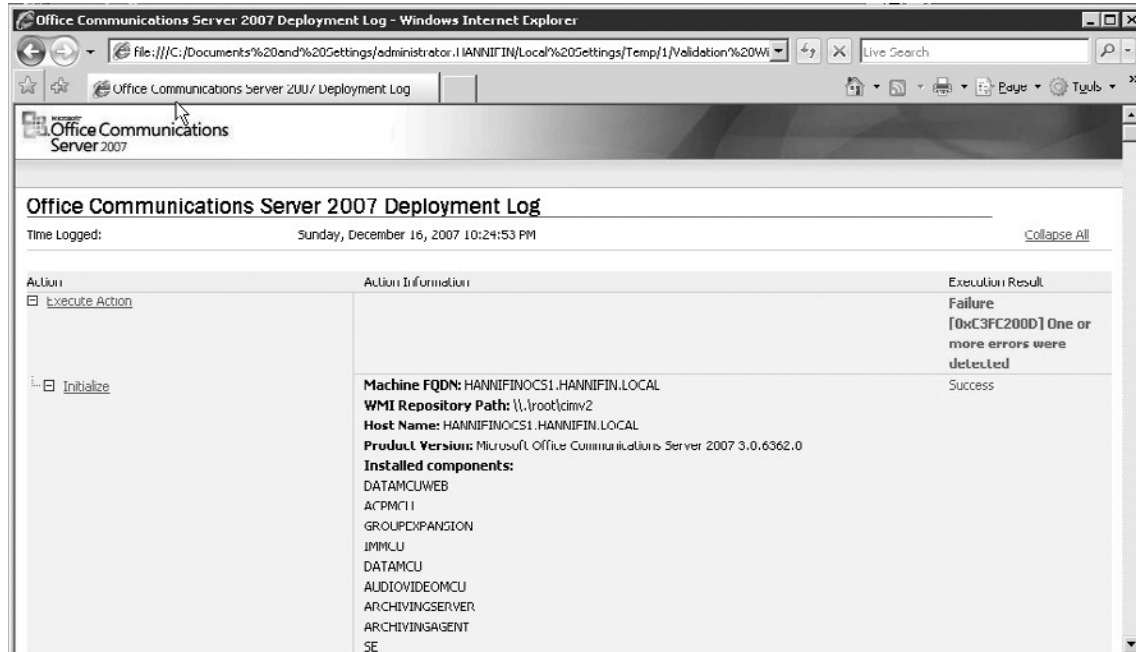 Office Communications Server 2007 Deployment Log - Windows Internet Explorer
file:///C:/Documents%20and%20Settings/administrator.HANNIFIN/Local%20Settings/Temp/1/Validation%20Wi
Live Search
Office Communications Server 2007 Deployment Log
Page
Tools
»
Microsoft
Office Communications
Server 2007
Office Communications Server 2007 Deployment Log
Time Logged: Sunday, December 16, 2007 10:24:53 PM Collapse All
Action Action Information Execution Result
Execute Action Failure
[0xC3FC200D] One or
more errors were
detected
Initialize Machine FQDN: HANNIFINOCS1.HANNIFIN.LOCAL Success
WMI Repository Path: \\.\root\cimv2
Host Name: HANNIFINOCS1.HANNIFIN.LOCAL
Product Version: Microsoft Office Communications Server 2007 3.0.6362.0
Installed components:
DATAMCUWEB
ACPMCU
GROUPEXPANSION
IMMCU
DATAMCU
AUDIOVIDEOMCU
ARCHIVINGSERVER
ARCHIVINGAGENT
SE